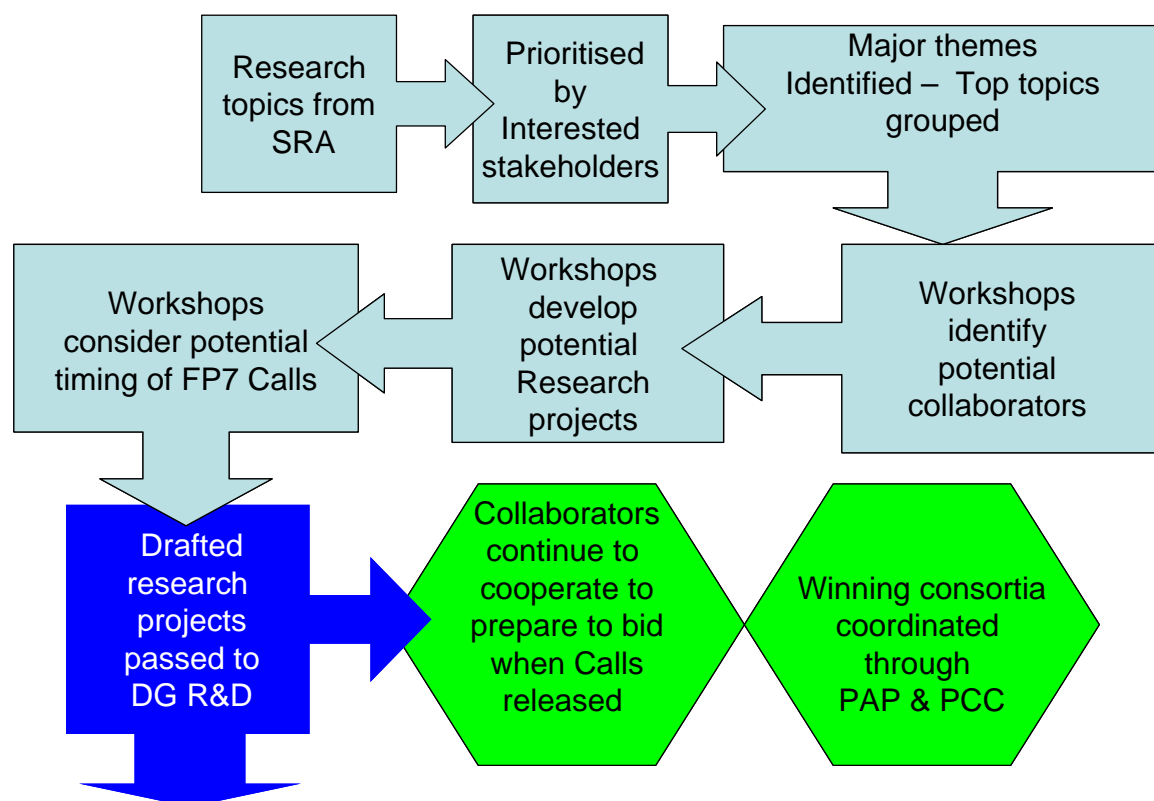 Research
topics from
SRA
Prioritised
by
Interested
stakeholders
Major themes
Identified – Top topics
grouped
Workshops
identify
potential
collaborators
Workshops
develop
potential
Research
projects
Workshops
consider potential
timing of FP7 Calls
Drafted
research
projects
passed to
DG R&D
Collaborators
continue to
cooperate to
prepare to bid
when Calls
released
Winning consortia
coordinated
through
PAP & PCC